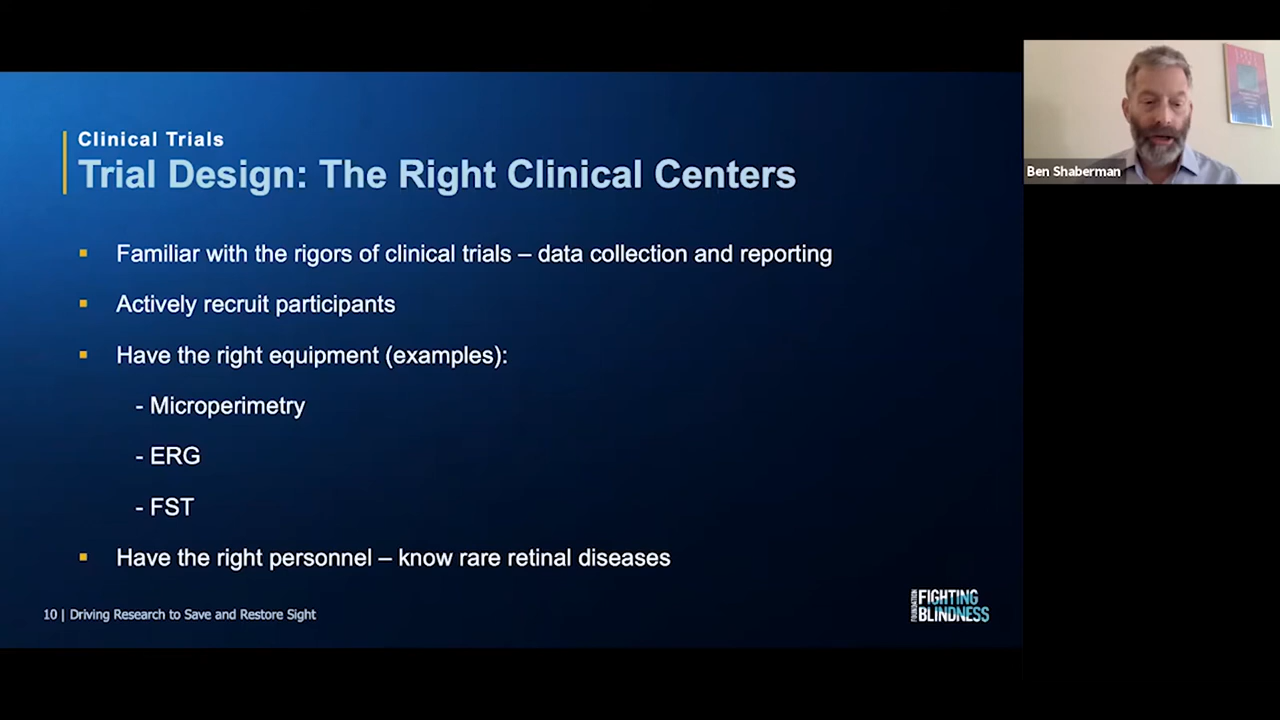 Clinical Trials
Trial Design: The Right Clinical Centers
▪ Familiar with the rigors of clinical trials – data collection and reporting
▪ Actively recruit participants
▪ Have the right equipment (examples):
- Microperimetry
- ERG
- FST
▪ Have the right personnel – know rare retinal diseases
10 | Driving Research to Save and Restore Sight
FOUNDATION
FIGHTING
BLINDNESS
Ben Shaberman